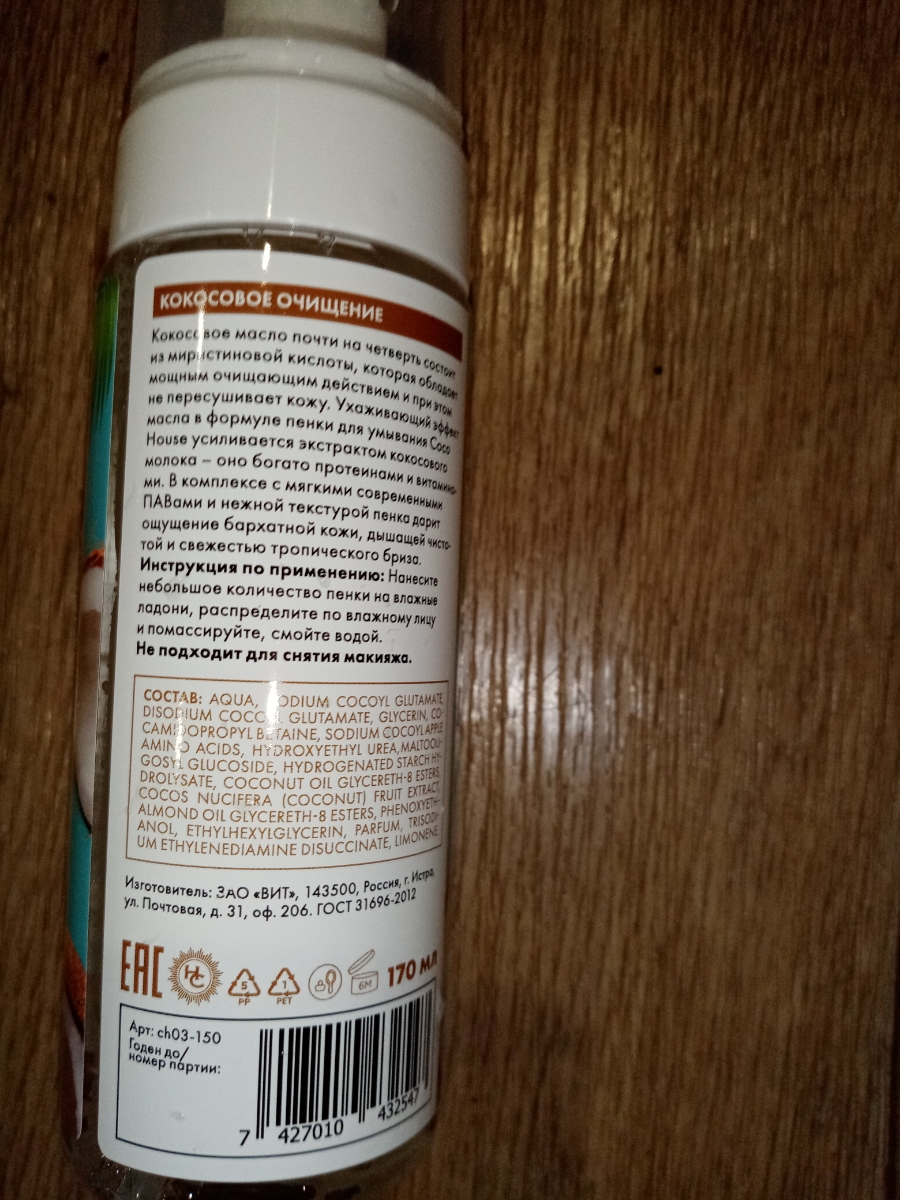 КОКОСОВОЕ ОЧИЩЕНИЕ
Кокосовое масло почти на четверть состоит
из миристиновой кислоты, которая обладает
мощным очищающим действием и при этом
не пересушивает кожу. Ухаживающий эффект
масла в формуле пенки для умывания Coco
House усиливается экстрактом кокосового
молока – оно богато протеинами и витамина-
ми. В комплексе с мягкими современными
ПАВами и нежной текстурой пенка дарит
ощущение бархатной кожи, дышащей чисто-
той и свежестью тропического бриза.
Инструкция по применению: Нанесите
небольшое количество пенки на влажные
ладони, распределите по влажному лицу
и помассируйте, смойте водой.
Не подходит для снятия макияжа.
СОСТАВ: AQUA, SODIUM COCOYL GLUTAMATE,
DISODIUM COCOYL GLUTAMATE, GLYCERIN, CO-
CAMIDOPROPYL BETAINE, SODIUM COCOYL APPLE
AMINO ACIDS, HYDROXYETHYL UREA, MALTOOLI-
GOSYL GLUCOSIDE, HYDROGENATED STARCH HY-
DROLYSATE, COCONUT OIL GLYCERETH-8 ESTERS,
COCOS NUCIFERA (COCONUT) FRUIT EXTRACT,
ALMOND OIL GLYCERETH-8 ESTERS, PHENOXYETH-
ANOL, ETHYLHEXYLGLYCERIN, PARFUM, TRISODI-
UM ETHYLENEDIAMINE DISUCCINATE, LIMONENE.
Изготовитель: ЗАО «ВИТ», 143500, Россия, г. Истра,
ул. Почтовая, д. 31, оф. 206. ГОСТ 31696-2012
EAC НС 5 PP 1 PET 6M 170 мл
Арт: ch03-150
Годен до/
номер партии:
7 427010 432547